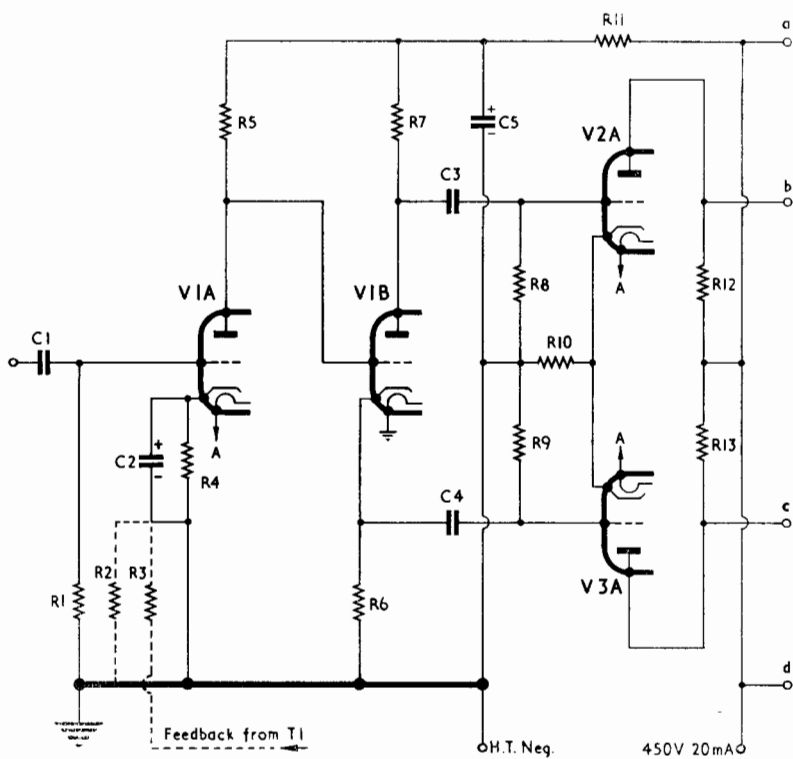 R11
a
R5
R7
C5
+
-
V2A
C3
b
V1A
V1B
R8
A
R12
C1
R10
A
C2
+
-
R4
R9
A
R13
C4
c
R2
R3
V3A
R1
R6
d
Feedback from T1
H.T. Neg.
450V 20mA